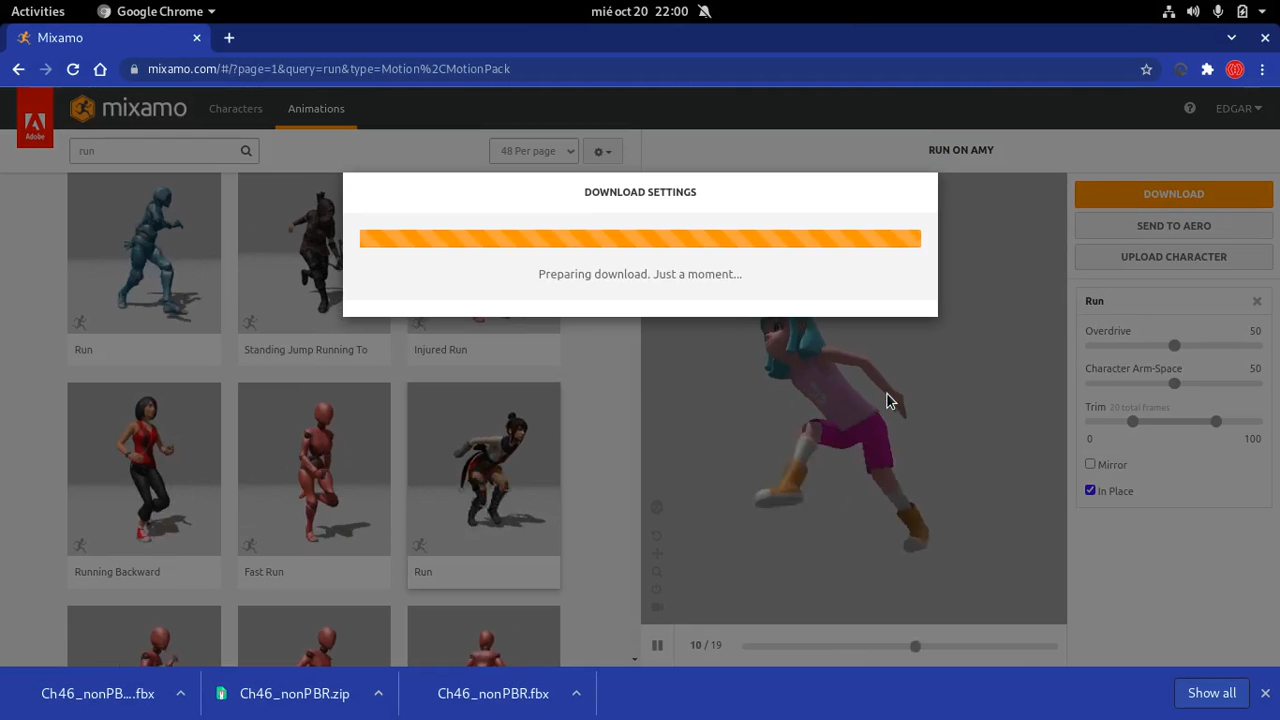 Activities
Google Chrome
mié oct 20 22:00
Mixamo
mixamo.com/#/?page=1&query=run&type=Motion%2CMotionPack
Adobe
mixamo
Characters
Animations
EDGAR
run
48 Per page
RUN ON AMY
DOWNLOAD SETTINGS
Preparing download. Just a moment...
DOWNLOAD
SEND TO AERO
UPLOAD CHARACTER
Run
Overdrive 50
Character Arm-Space 50
Trim 20 total frames
0 100
Mirror
In Place
Run
Standing Jump Running To
Injured Run
Running Backward
Fast Run
Run
10 / 19
Ch46_nonPB....fbx
Ch46_nonPBR.zip
Ch46_nonPBR.fbx
Show all